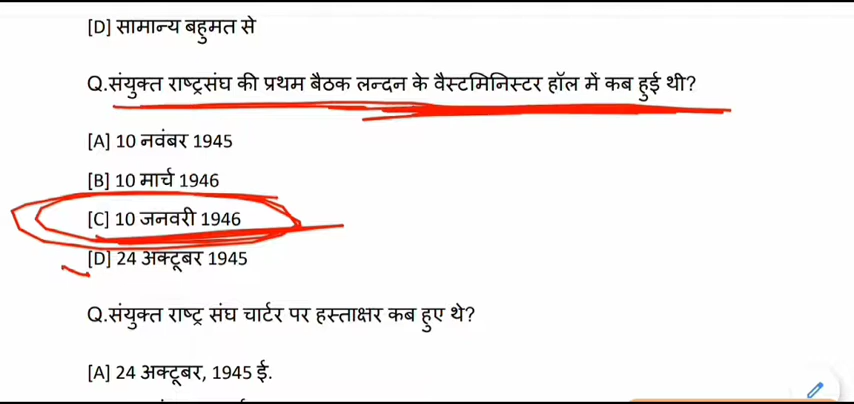 [D] सामान्य बहुमत से
Q.संयुक्त राष्ट्रसंघ की प्रथम बैठक लन्दन के वैस्टमिनिस्टर हॉल में कब हुई थी?
[A] 10 नवंबर 1945
[B] 10 मार्च 1946
[C] 10 जनवरी 1946
[D] 24 अक्टूबर 1945
Q.संयुक्त राष्ट्र संघ चार्टर पर हस्ताक्षर कब हुए थे?
[A] 24 अक्टूबर, 1945 ई.